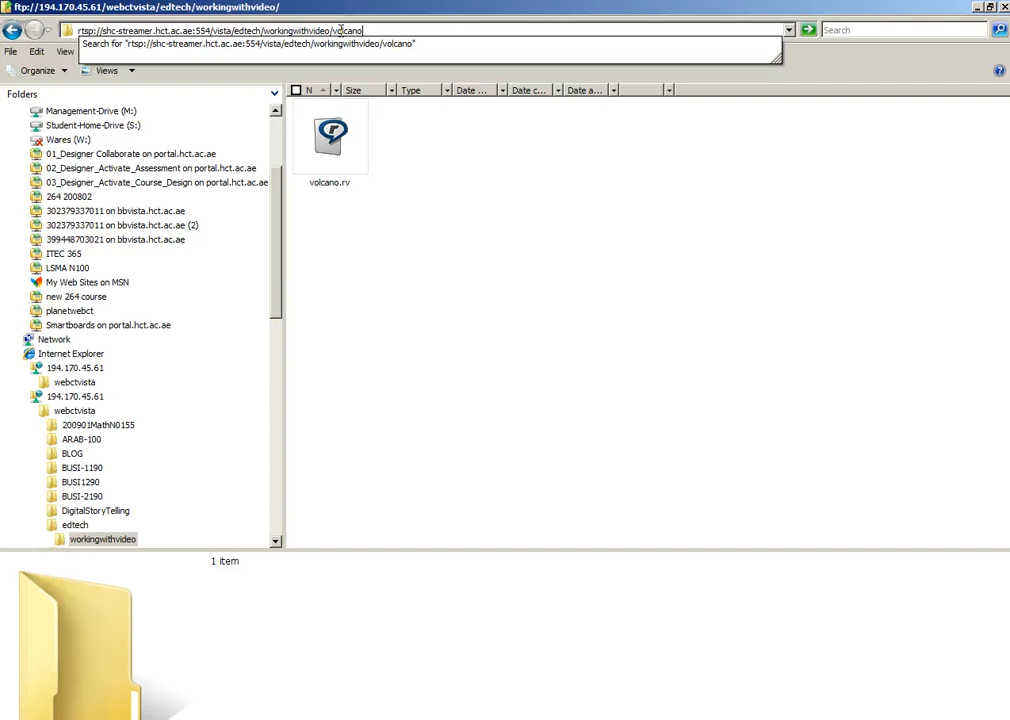 ftp://194.170.45.61/webctvista/edtech/workingwithvideo/
rtsp://shc-streamer.hct.ac.ae:554/vista/edtech/workingwithvideo/volcano
Search
Search for "rtsp://shc-streamer.hct.ac.ae:554/vista/edtech/workingwithvideo/volcano"
File Edit View
Organize Views
Folders
N Size Type Date ... Date c... Date a...
Management-Drive (M:)
Student-Home-Drive (S:)
Wares (W:)
01_Designer Collaborate on portal.hct.ac.ae
02_Designer_Activate_Assessment on portal.hct.ac.ae
03_Designer_Activate_Course_Design on portal.hct.ac.ae
264 200802
302379337011 on bbvista.hct.ac.ae
302379337011 on bbvista.hct.ac.ae (2)
399448703021 on bbvista.hct.ac.ae
ITEC 365
LSMA N100
My Web Sites on MSN
new 264 course
planetwebct
Smartboards on portal.hct.ac.ae
Network
Internet Explorer
194.170.45.61
webctvista
194.170.45.61
webctvista
200901MathN0155
ARAB-100
BLOG
BUSI-1190
BUSI1290
BUSI-2190
DigitalStoryTelling
edtech
workingwithvideo
volcano.rv
1 item